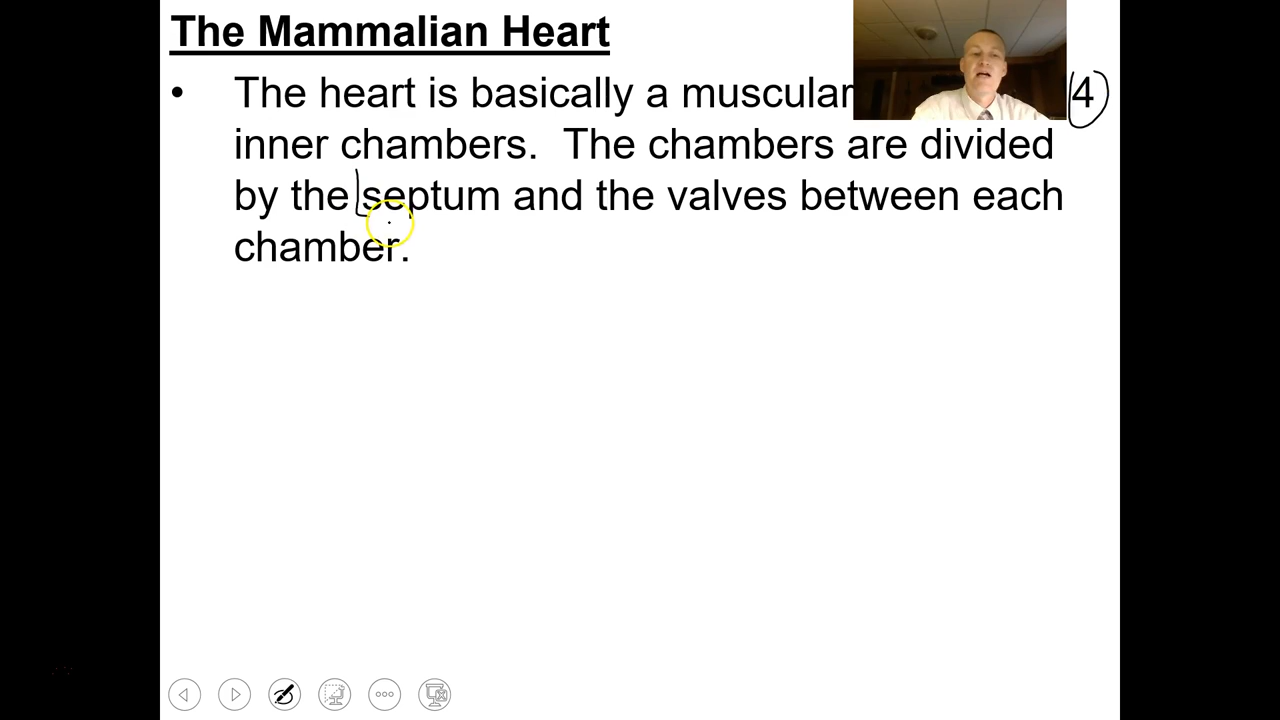 The Mammalian Heart
• The heart is basically a muscular 4
inner chambers. The chambers are divided
by the septum and the valves between each
chamber.